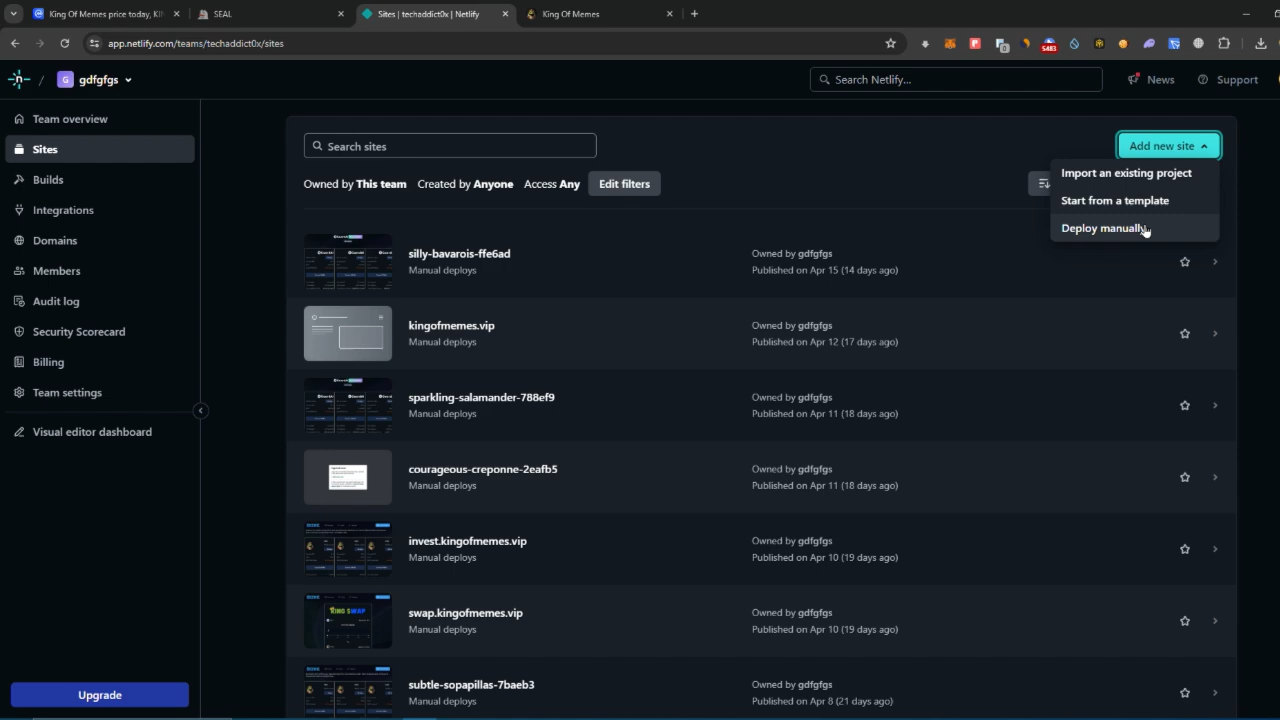 King Of Memes price today, KIN
SEAL
Sites | techaddict0x | Netlify
King Of Memes
app.netlify.com/teams/techaddict0x/sites
5483
G gdfgfgs
Search Netlify...
News
Support
Team overview
Sites
Builds
Integrations
Domains
Members
Audit log
Security Scorecard
Billing
Team settings
Visual editor dashboard
Upgrade
Search sites
Add new site
Owned by This team Created by Anyone Access Any Edit filters
Import an existing project
Start from a template
Deploy manually
silly-bavarois-ffe6ad
Manual deploys
Owned by gdfgfgs
Published on Apr 15 (14 days ago)
kingofmemes.vip
Manual deploys
Owned by gdfgfgs
Published on Apr 12 (17 days ago)
sparkling-salamander-788ef9
Manual deploys
Owned by gdfgfgs
Published on Apr 11 (18 days ago)
courageous-creponne-2eafb5
Manual deploys
Owned by gdfgfgs
Published on Apr 11 (18 days ago)
invest.kingofmemes.vip
Manual deploys
Owned by gdfgfgs
Published on Apr 10 (19 days ago)
KING SWAP
swap.kingofmemes.vip
Manual deploys
Owned by gdfgfgs
Published on Apr 10 (19 days ago)
Manual deploys
Owned by gdfgfgs
Published on Apr 8 (21 days ago)